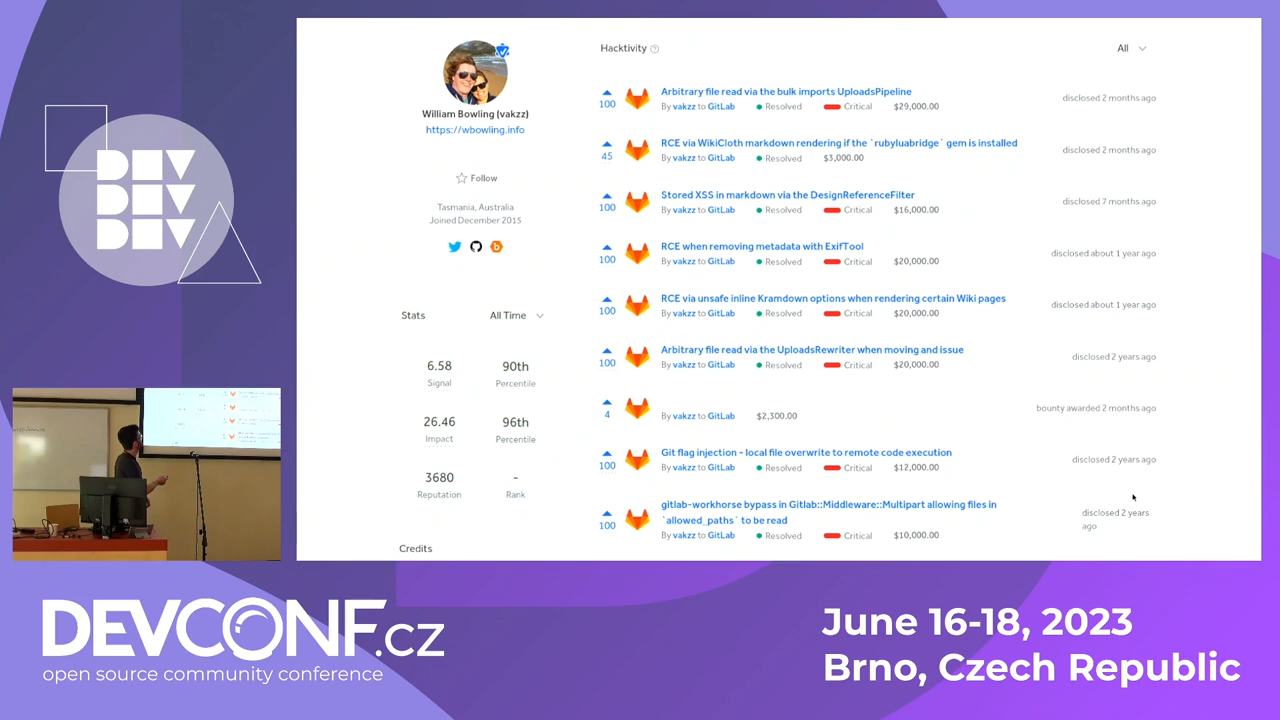 DEV
DEV
DEV
William Bowling (vakzz)
https://wbowling.info
Follow
Tasmania, Australia
Joined December 2015
Stats
All Time
6.58
Signal
90th
Percentile
26.46
Impact
96th
Percentile
3680
Reputation
-
Rank
Credits
Hacktivity
All
100
Arbitrary file read via the bulk imports UploadsPipeline
By vakzz to GitLab Resolved Critical $29,000.00
disclosed 2 months ago
45
RCE via WikiCloth markdown rendering if the `rubyluabridge` gem is installed
By vakzz to GitLab Resolved $3,000.00
disclosed 2 months ago
100
Stored XSS in markdown via the DesignReferenceFilter
By vakzz to GitLab Resolved Critical $16,000.00
disclosed 7 months ago
100
RCE when removing metadata with ExifTool
By vakzz to GitLab Resolved Critical $20,000.00
disclosed about 1 year ago
100
RCE via unsafe inline Kramdown options when rendering certain Wiki pages
By vakzz to GitLab Resolved Critical $20,000.00
disclosed about 1 year ago
100
Arbitrary file read via the UploadsRewriter when moving and issue
By vakzz to GitLab Resolved Critical $20,000.00
disclosed 2 years ago
4
By vakzz to GitLab $2,300.00
bounty awarded 2 months ago
100
Git flag injection - local file overwrite to remote code execution
By vakzz to GitLab Resolved Critical $12,000.00
disclosed 2 years ago
100
gitlab-workhorse bypass in Gitlab::Middleware::Multipart allowing files in
`allowed_paths` to be read
By vakzz to GitLab Resolved Critical $10,000.00
disclosed 2 years
ago
DEVCONF.cz
open source community conference
June 16-18, 2023
Brno, Czech Republic